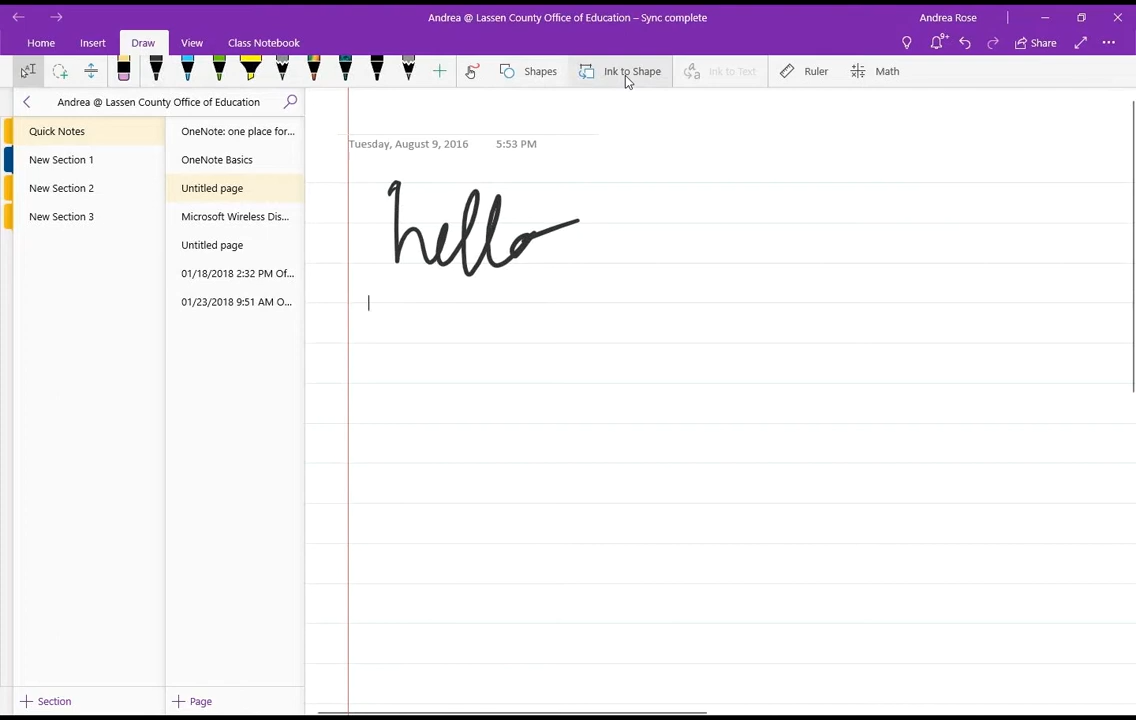 Andrea @ Lassen County Office of Education – Sync complete
Andrea Rose
Home Insert Draw View Class Notebook
9+ Share
Shapes Ink to Shape Ink to Text Ruler Math
Andrea @ Lassen County Office of Education
Quick Notes
New Section 1
New Section 2
New Section 3
OneNote: one place for...
OneNote Basics
Untitled page
Microsoft Wireless Dis...
Untitled page
01/18/2018 2:32 PM Of...
01/23/2018 9:51 AM O...
Tuesday, August 9, 2016 5:53 PM
hello
+ Section
+ Page